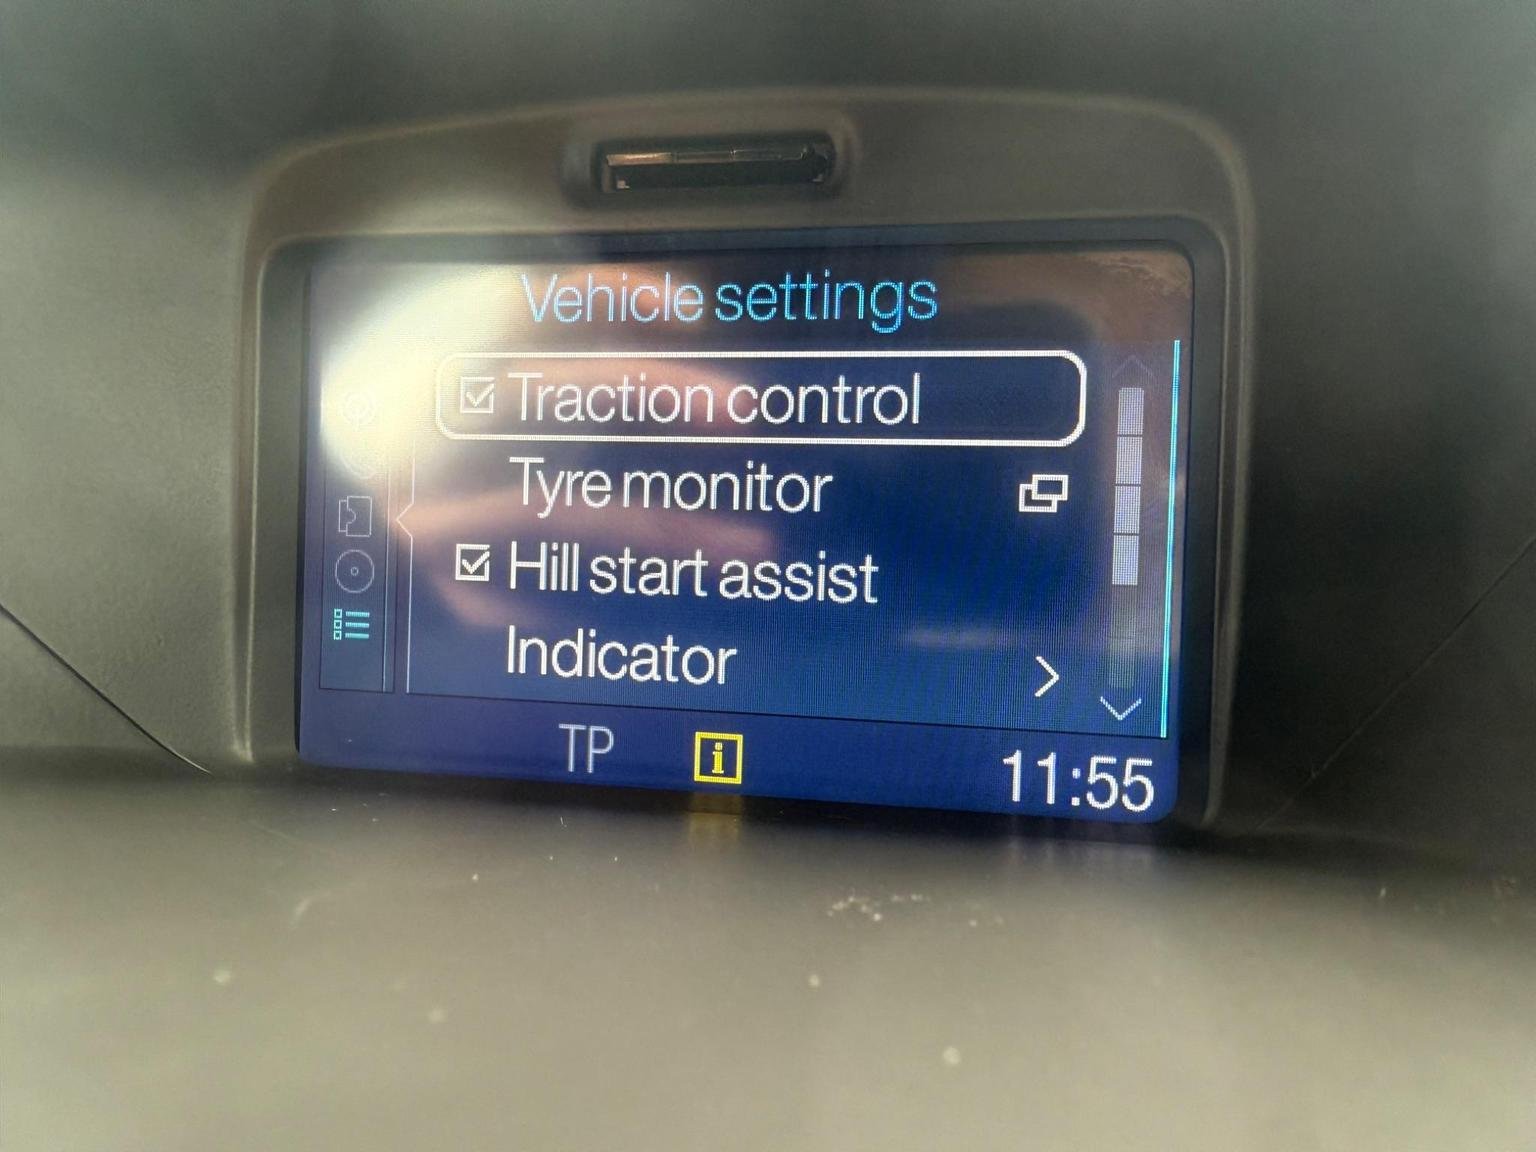 Vehicle settings
Traction control
Tyre monitor
Hill start assist
Indicator
TP i 11:55